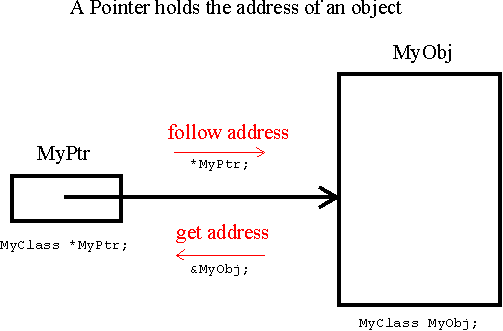 A Pointer holds the address of an object
MyObj
follow address
MyPtr
*MyPtr;
get address
MyClass *MyPtr;
&MyObj;
MyClass MyObj;